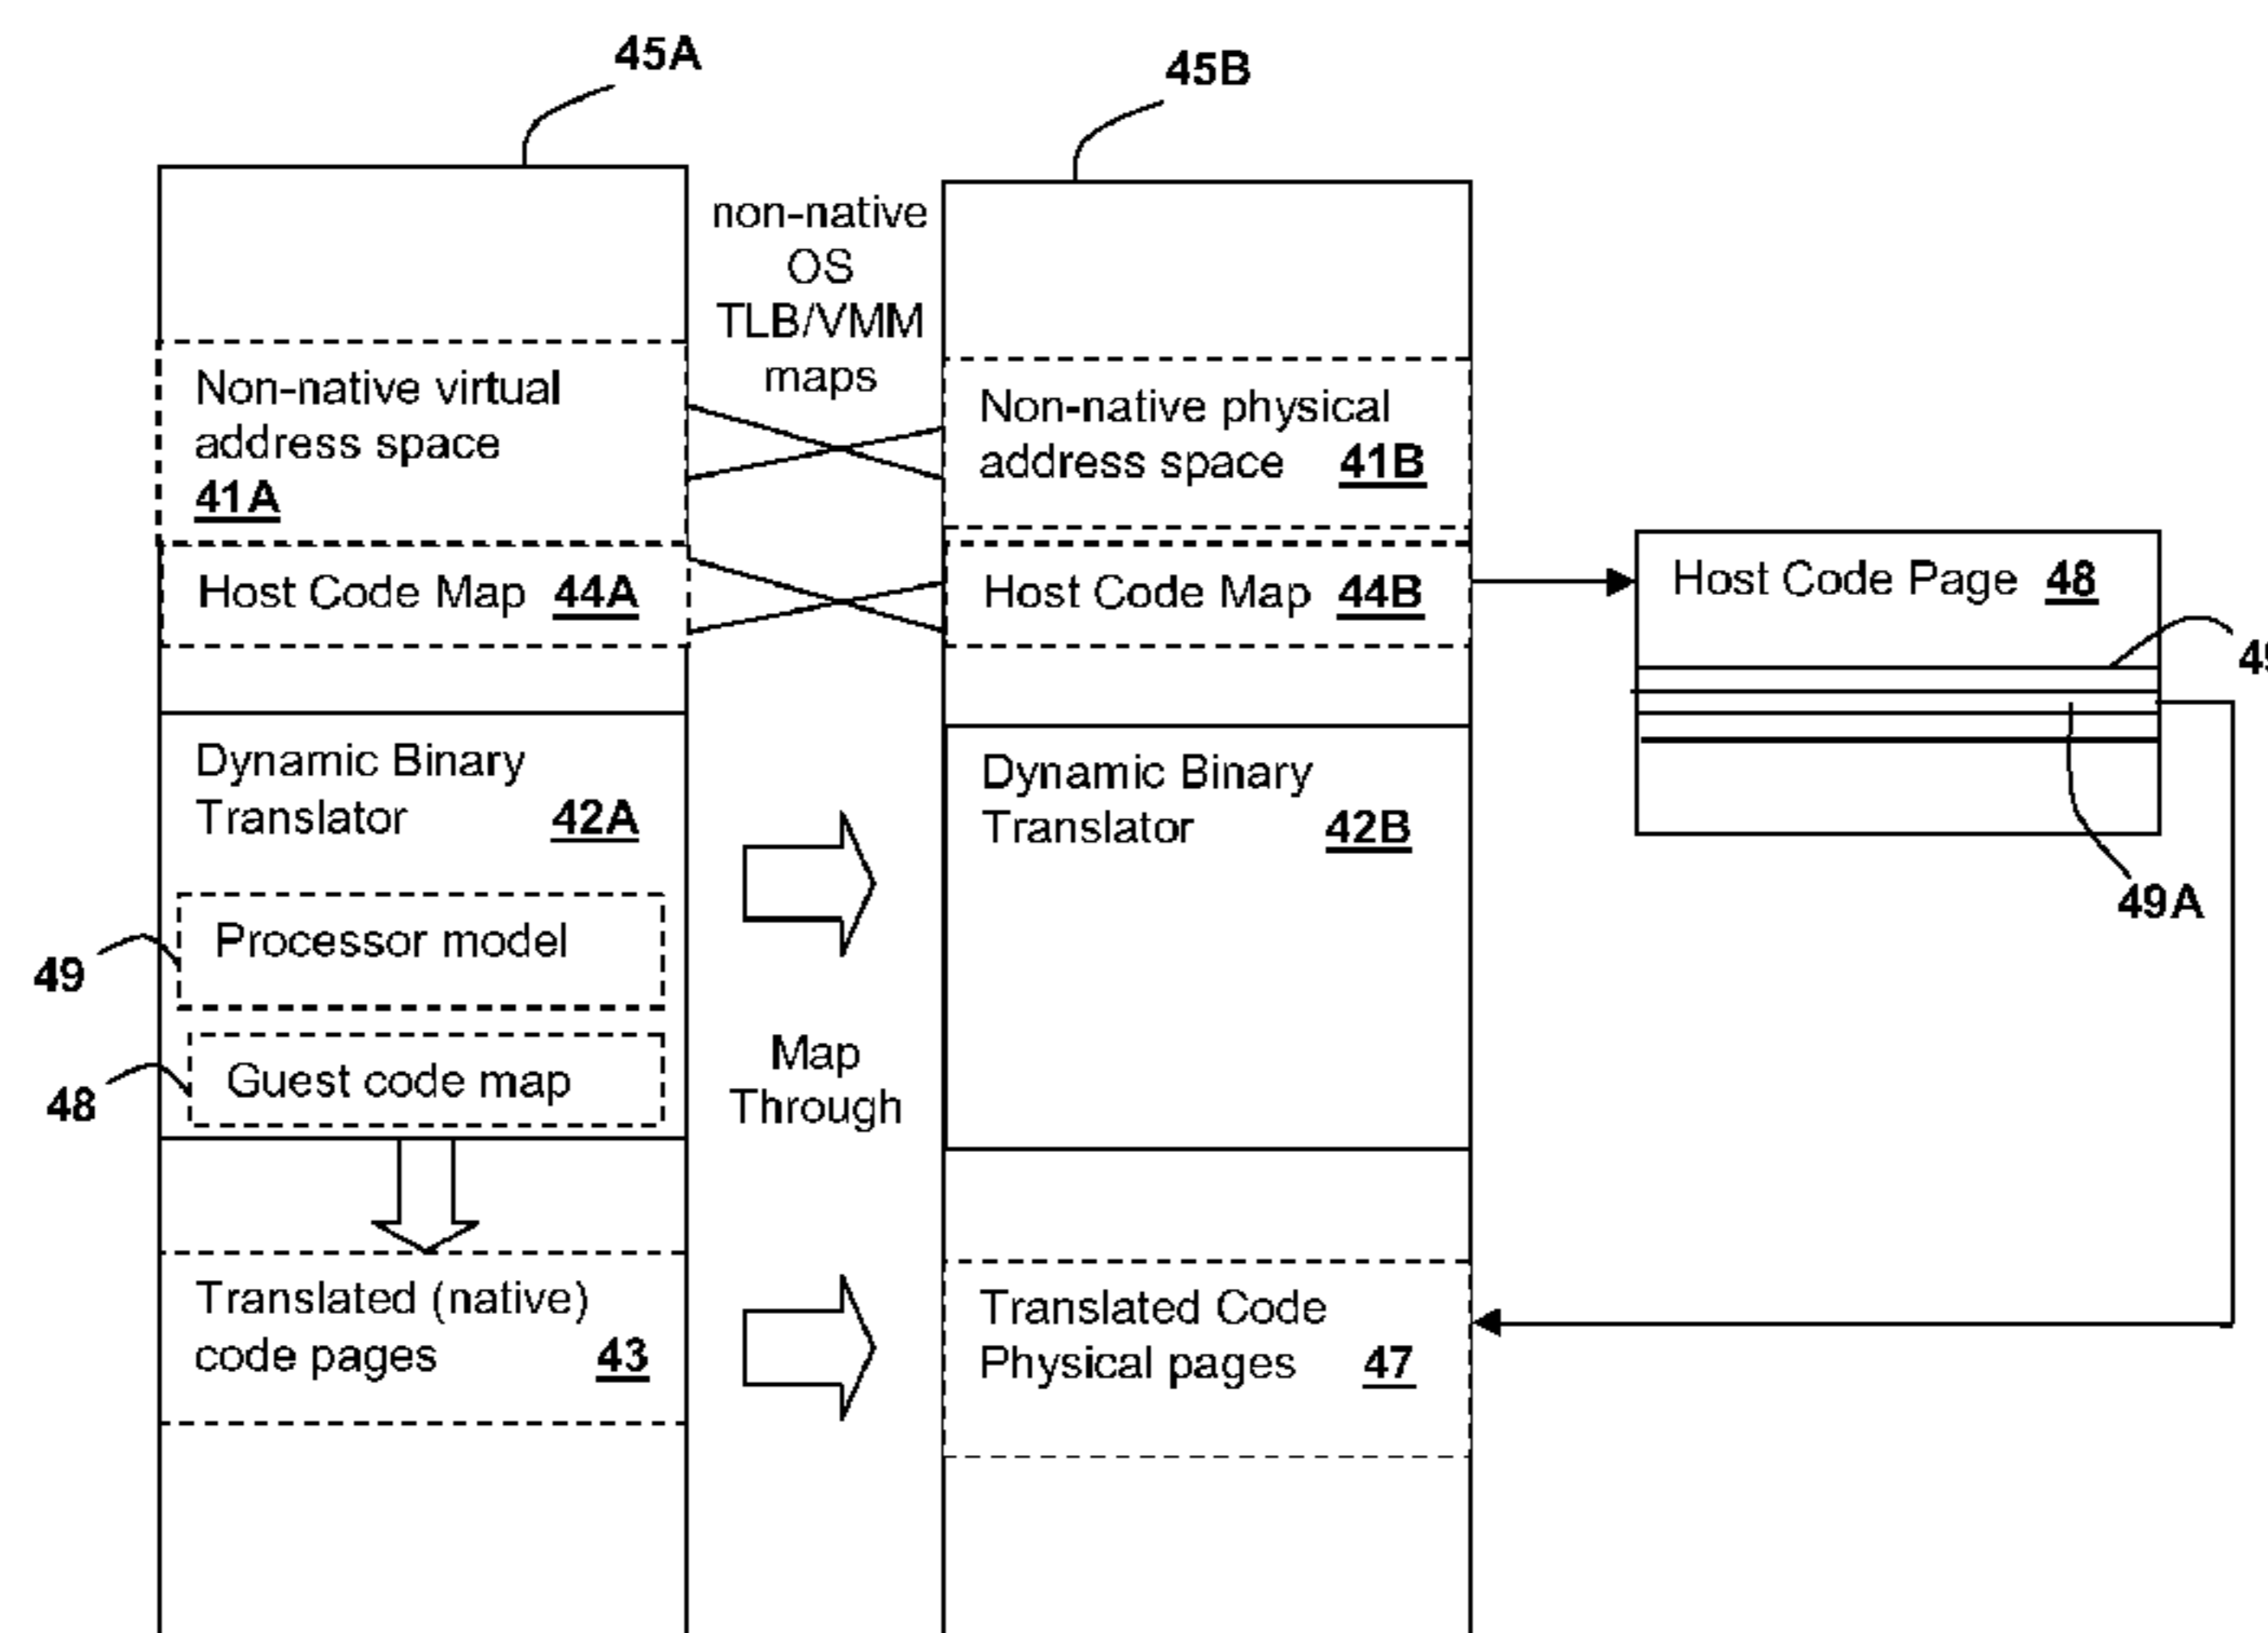 45A
45B
non-native
OS
TLB/VMM
maps
Non-native virtual
address space
41A
Non-native physical
address space 41B
Host Code Map 44A
Host Code Map 44B
Host Code Page 48
49A
Dynamic Binary
Translator 42A
Dynamic Binary
Translator 42B
Processor model
49
Guest code map
48
Map
Through
Translated (native)
code pages 43
Translated Code
Physical pages 47